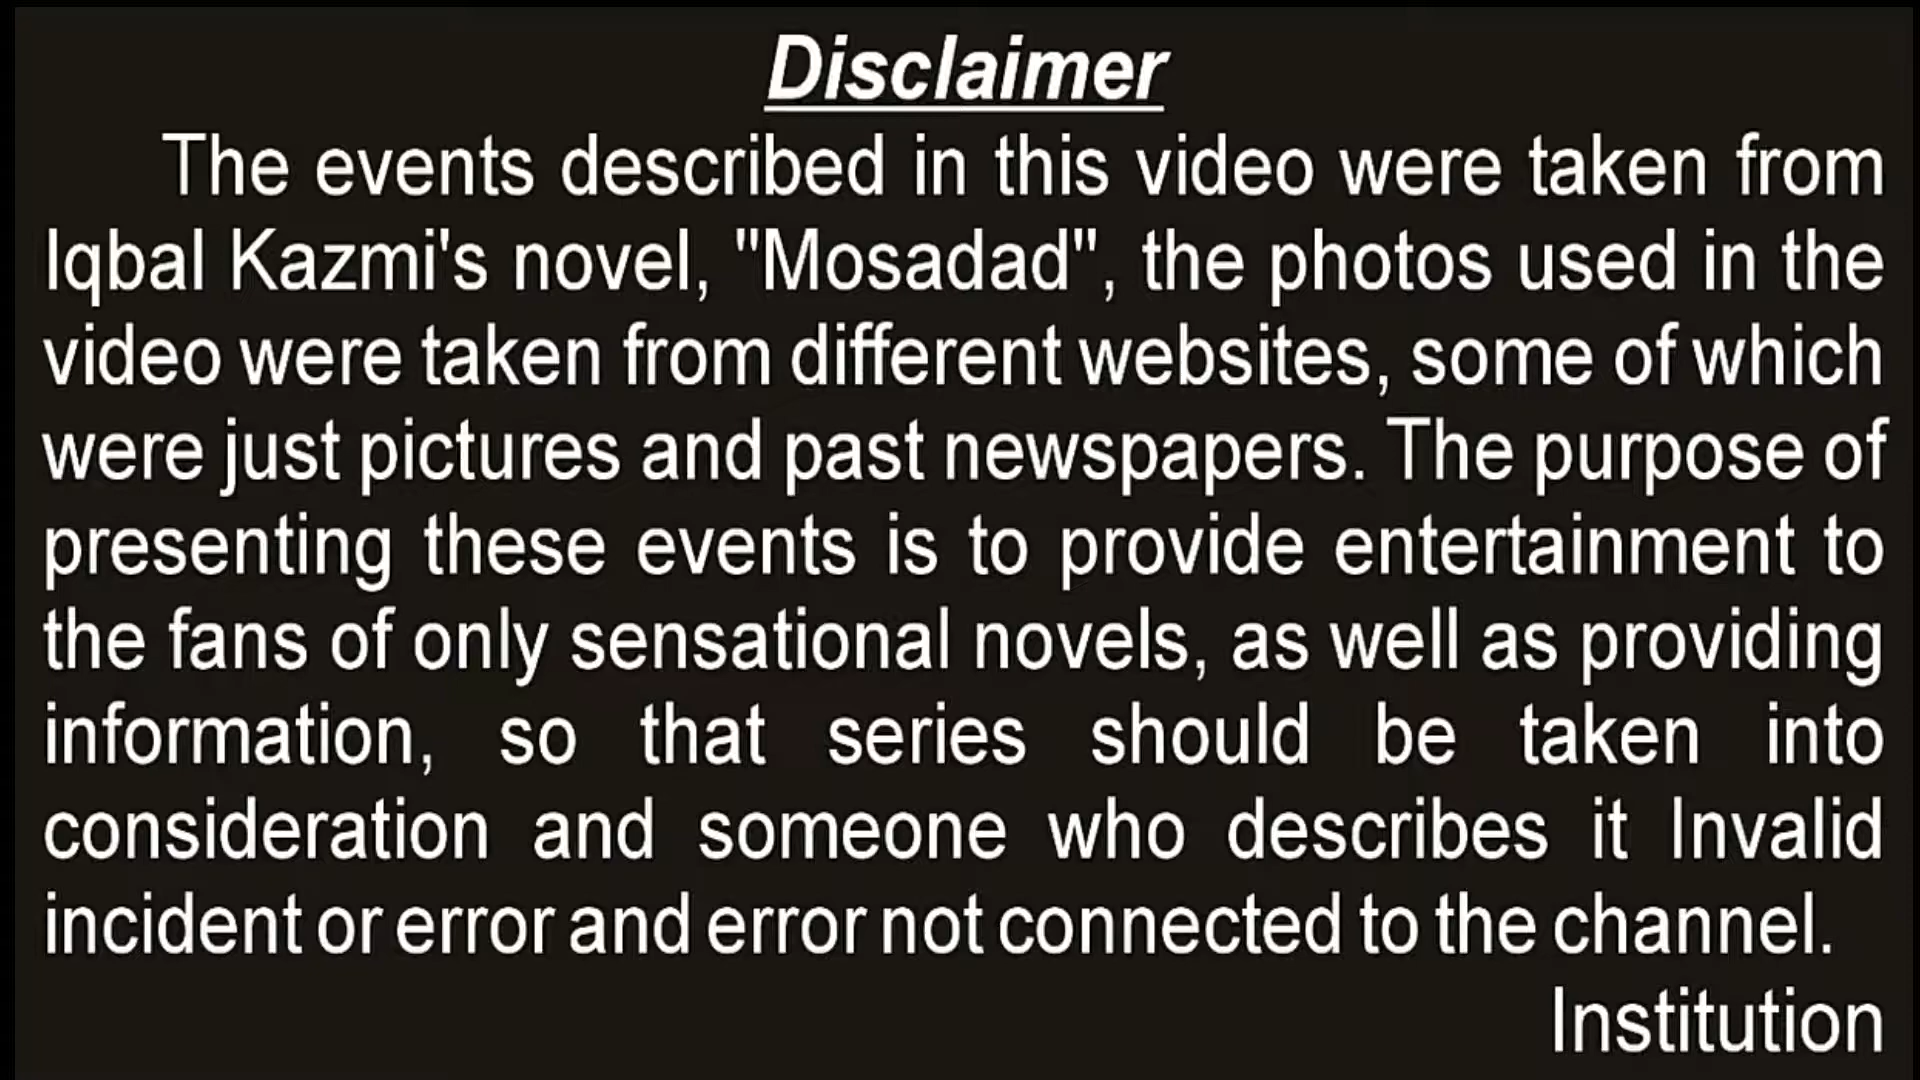 Disclaimer
The events described in this video were taken from
Iqbal Kazmi's novel, "Mosadad", the photos used in the
video were taken from different websites, some of which
were just pictures and past newspapers. The purpose of
presenting these events is to provide entertainment to
the fans of only sensational novels, as well as providing
information, so that series should be taken into
consideration and someone who describes it Invalid
incident or error and error not connected to the channel.
Institution